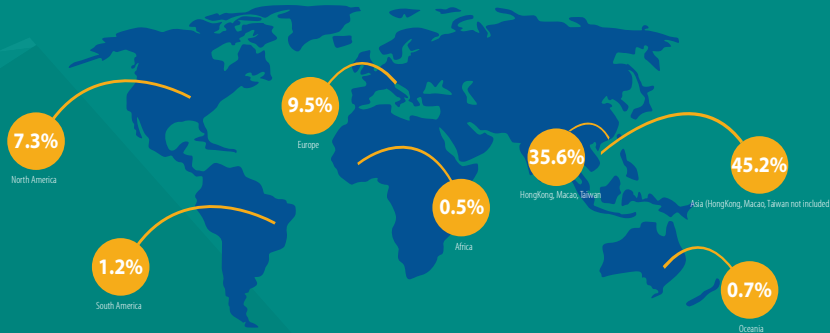 7.3%
North America
9.5%
Europe
35.6%
HongKong, Macao, Taiwan
45.2%
Asia (HongKong, Macao, Taiwan not included
0.5%
Africa
1.2%
South America
0.7%
Oceania